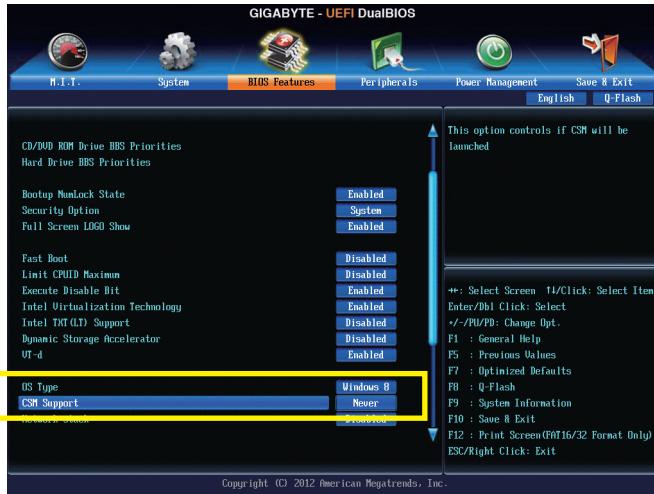 GIGABYTE - UEFI DualBIOS
M.I.T.
System
BIOS Features
Peripherals
Power Management
Save & Exit
English
Q-Flash
CD/DVD ROM Drive BBS Priorities
Hard Drive BBS Priorities
Bootup NumLock State Enabled
Security Option System
Full Screen LOGO Show Enabled
Fast Boot Disabled
Limit CPUID Maximum Disabled
Execute Disable Bit Enabled
Intel Virtualization Technology Enabled
Intel TXT(LT) Support Disabled
Dynamic Storage Accelerator Disabled
VT-d Enabled
OS Type Windows 8
CSM Support Never
Network Stack Disabled
This option controls if CSM will be
launched
→←: Select Screen ↑↓/Click: Select Item
Enter/Dbl Click: Select
+/-/PU/PD: Change Opt.
F1 : General Help
F5 : Previous Values
F7 : Optimized Defaults
F8 : Q-Flash
F9 : System Information
F10 : Save & Exit
F12 : Print Screen(FAT16/32 Format Only)
ESC/Right Click: Exit
Copyright (C) 2012 American Megatrends, Inc.